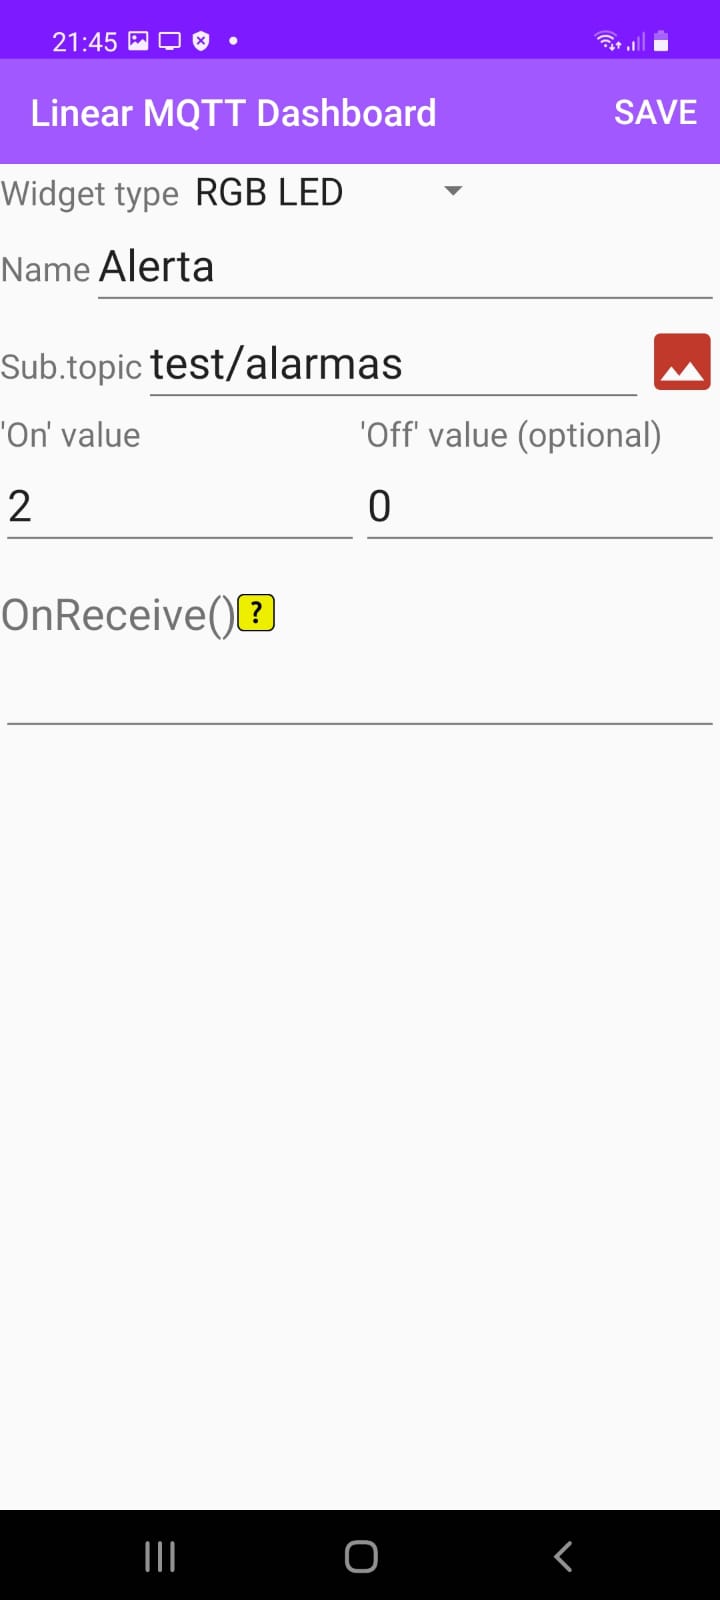 21:45
Linear MQTT Dashboard SAVE
Widget type RGB LED
Name Alerta
Sub.topic test/alarmas
'On' value 'Off' value (optional)
2 0
OnReceive() ?